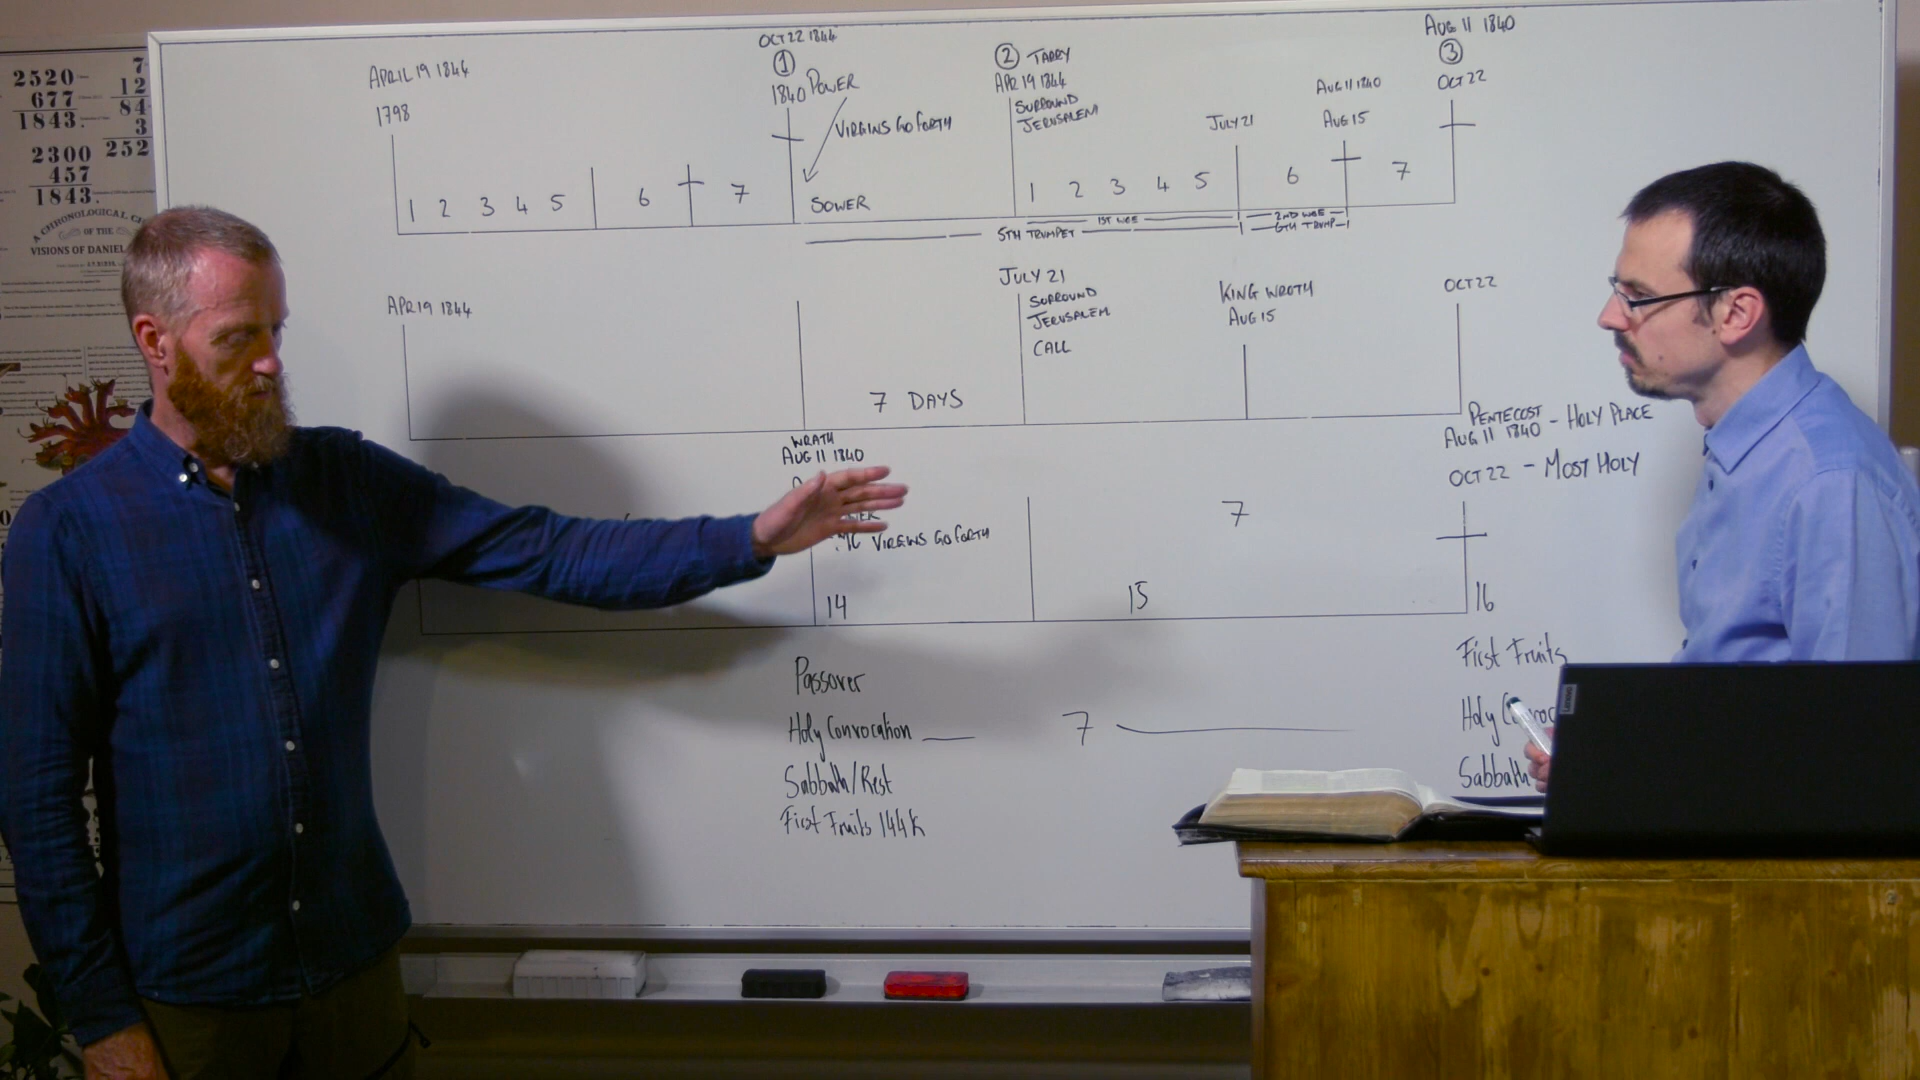 2520
677
1843.
7
12
84
3
252
2300
457
1843.
A CHRONOLOGICAL
OF THE
VISIONS OF DANIEL
APRIL 19 1844
1798
1 2 3 4 5 6 7
OCT 22 1844
1
1840 POWER
VIRGINS GO FORTH
SOWER
2 TARRY
APR 19 1844
SURROUND
JERUSALEM
1 2 3 4 5 6 7
JULY 21
AUG 11 1840
AUG 15
AUG 11 1840
3
OCT 22
1ST WOE
2ND WOE
5TH TRUMPET
6TH TRUMP
APR 19 1844
7 DAYS
JULY 21
SURROUND
JERUSALEM
CALL
KING WROTH
AUG 15
OCT 22
WRATH
AUG 11 1840
VIRGINS GO FORTH
14
15
7
PENTECOST
AUG 11 1840 - HOLY PLACE
OCT 22 - MOST HOLY
16
Passover
Holy Convocation
7
Sabbath/Rest
First Fruits 144K
First Fruits
Holy
Sabbath
Lenovo